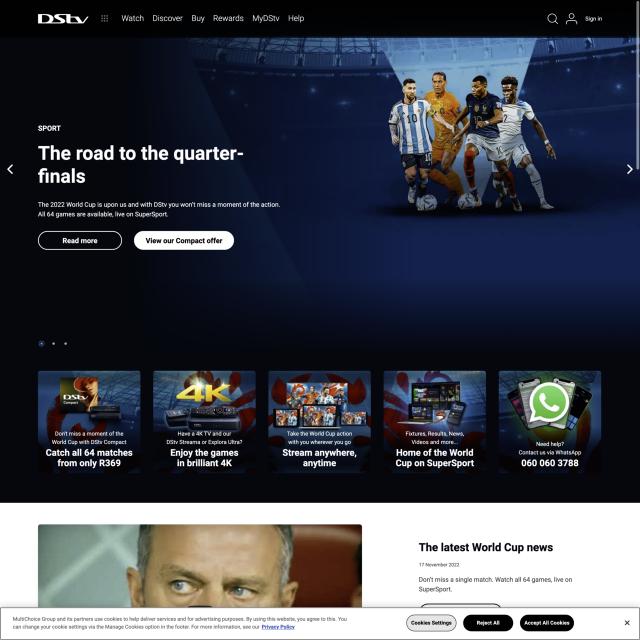 DStv Watch Discover Buy Rewards MyDStv Help Sign in
SPORT
The road to the quarter-
finals
The 2022 World Cup is upon us and with DStv you won't miss a moment of the action.
All 64 games are available, live on SuperSport.
Read more View our Compact offer
DStv
Compact
Don't miss a moment of the
World Cup with DStv Compact
Catch all 64 matches
from only R369
4K
Have a 4K TV and our
DStv Streama or Explora Ultra?
Enjoy the games
in brilliant 4K
Take the World Cup action
with you wherever you go
Stream anywhere,
anytime
Fixtures, Results, News,
Videos and more...
Home of the World
Cup on SuperSport
Need help?
Contact us via WhatsApp
060 060 3788
The latest World Cup news
17 November 2022
Don't miss a single match. Watch all 64 games, live on
SuperSport.
MultiChoice Group and its partners use cookies to help deliver services and for advertising purposes. By using this website, you agree to this. You
can change your cookie settings via the Manage Cookies option in the footer. For more information, see our Privacy Policy
Cookies Settings Reject All Accept All Cookies